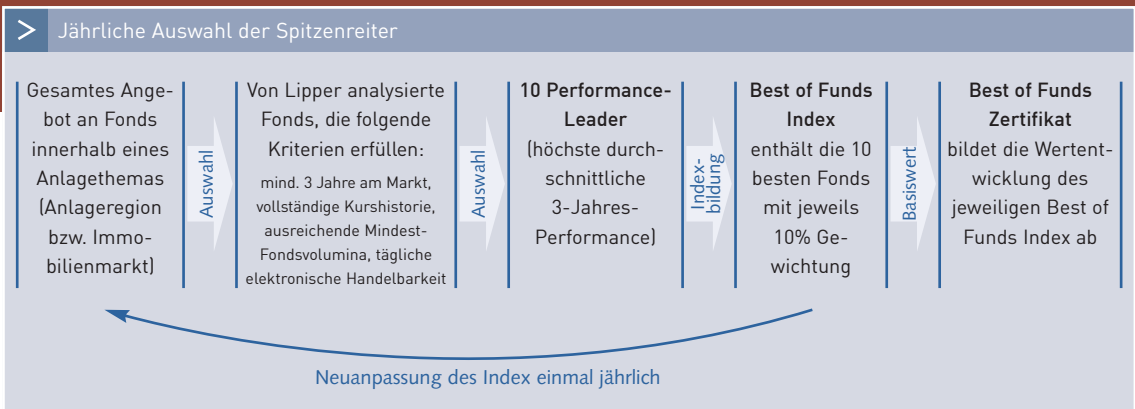 > Jährliche Auswahl der Spitzenreiter
Gesamtes Ange-
bot an Fonds
innerhalb eines
Anlagethemas
(Anlageregion
bzw. Immo-
bilienmarkt)
Auswahl
Von Lipper analysierte
Fonds, die folgende
Kriterien erfüllen:
mind. 3 Jahre am Markt,
vollständige Kurshistorie,
ausreichende Mindest-
Fondsvolumina, tägliche
elektronische Handelbarkeit
Auswahl
10 Performance-
Leader
(höchste durch-
schnittliche
3-Jahres-
Performance)
Index-
bildung
Best of Funds
Index
enthält die 10
besten Fonds
mit jeweils
10% Ge-
wichtung
Basiswert
Best of Funds
Zertifikat
bildet die Wertent-
wicklung des
jeweiligen Best of
Funds Index ab
Neuanpassung des Index einmal jährlich